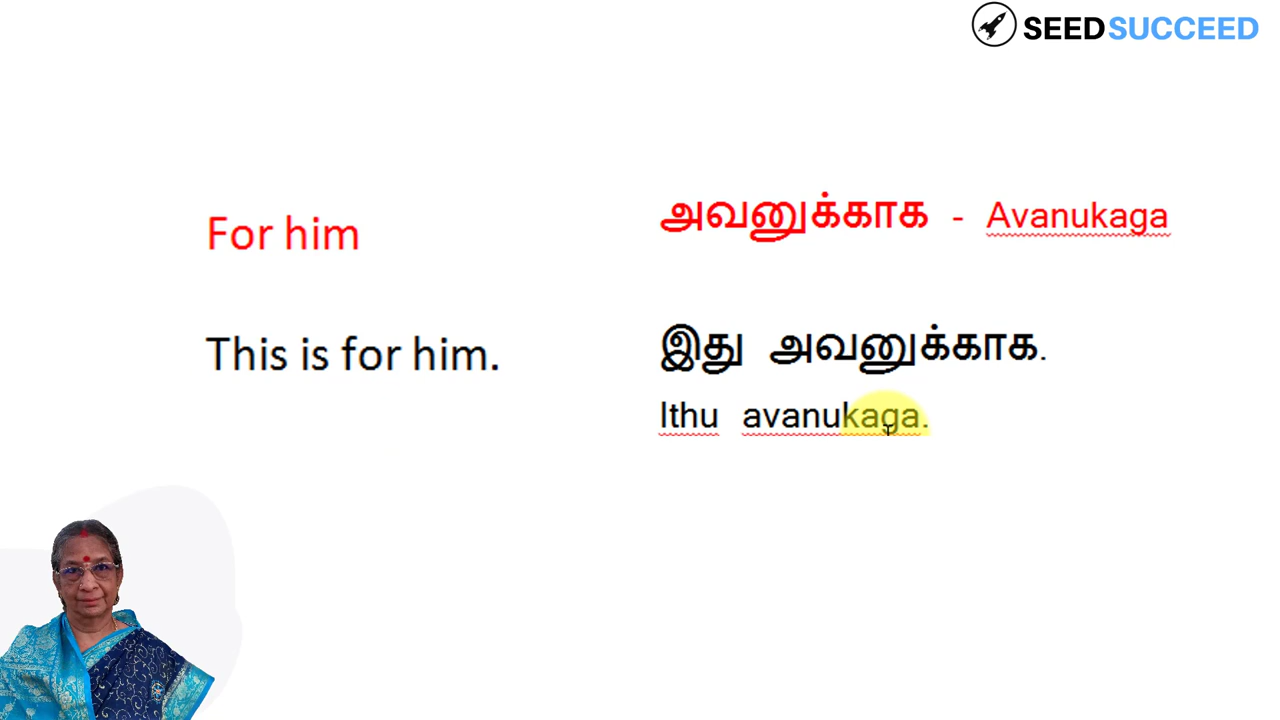 SEEDSUCCEED
For him
அவனுக்காக - Avanukaga
This is for him.
இது அவனுக்காக.
Ithu avanukaga.